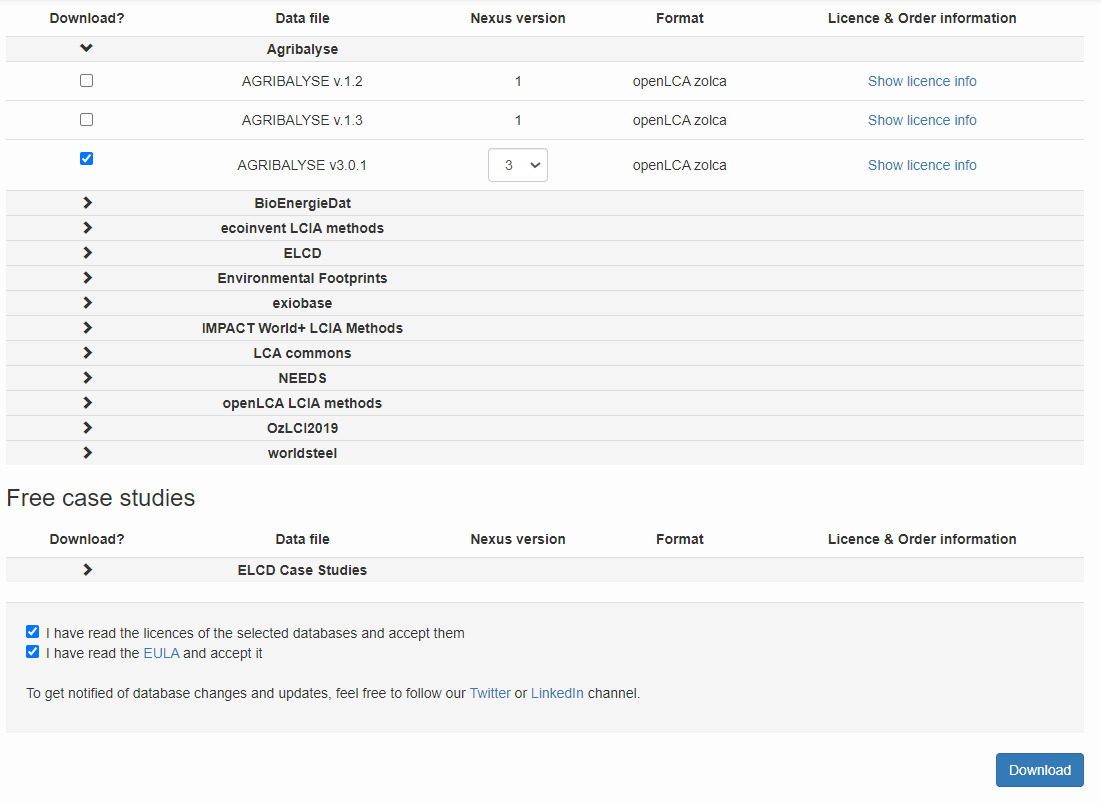 Download? Data file Nexus version Format Licence & Order information
Agribalyse
AGRIBALYSE v.1.2 1 openLCA zolca Show licence info
AGRIBALYSE v.1.3 1 openLCA zolca Show licence info
AGRIBALYSE v3.0.1 3 openLCA zolca Show licence info
BioEnergieDat
ecoinvent LCIA methods
ELCD
Environmental Footprints
exiobase
IMPACT World+ LCIA Methods
LCA commons
NEEDS
openLCA LCIA methods
OzLCI2019
worldsteel
Free case studies
Download? Data file Nexus version Format Licence & Order information
ELCD Case Studies
I have read the licences of the selected databases and accept them
I have read the EULA and accept it
To get notified of database changes and updates, feel free to follow our Twitter or LinkedIn channel.
Download